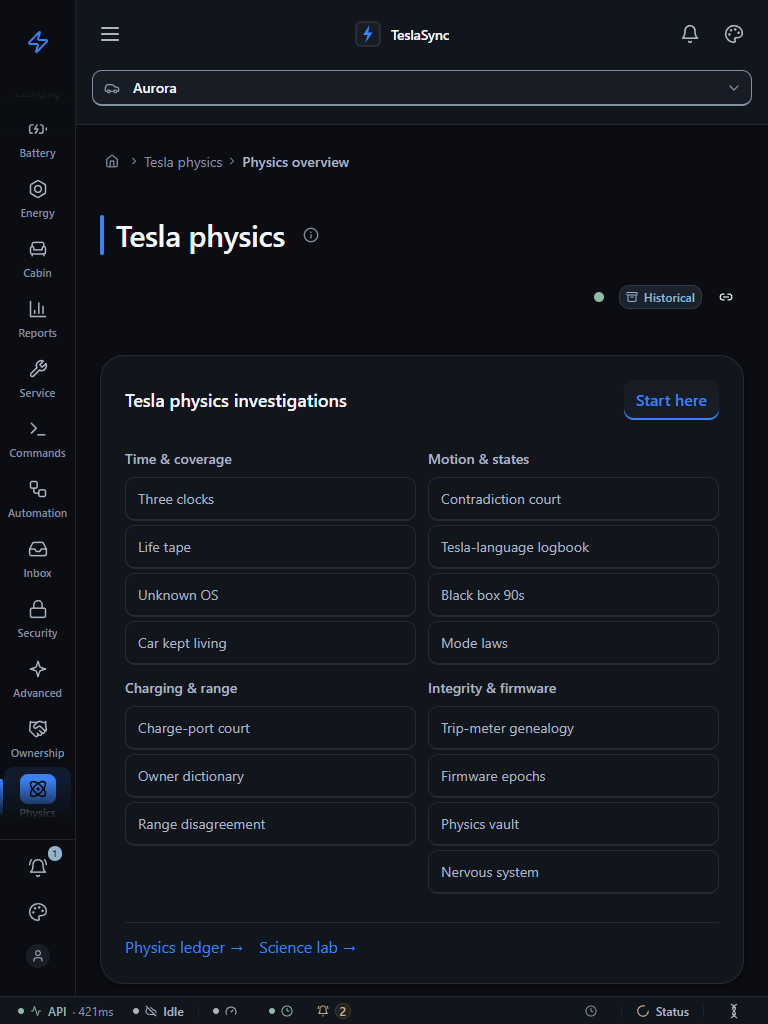 TeslaSync
Aurora
Charging
Battery
Energy
Cabin
Reports
Service
Commands
Automation
Inbox
Security
Advanced
Ownership
Physics
1
Tesla physics
Physics overview
Tesla physics
Historical
Tesla physics investigations
Start here
Time & coverage
Three clocks
Life tape
Unknown OS
Car kept living
Motion & states
Contradiction court
Tesla-language logbook
Black box 90s
Mode laws
Charging & range
Charge-port court
Owner dictionary
Range disagreement
Integrity & firmware
Trip-meter genealogy
Firmware epochs
Physics vault
Nervous system
Physics ledger →
Science lab →
API · 421ms
Idle
2
Status